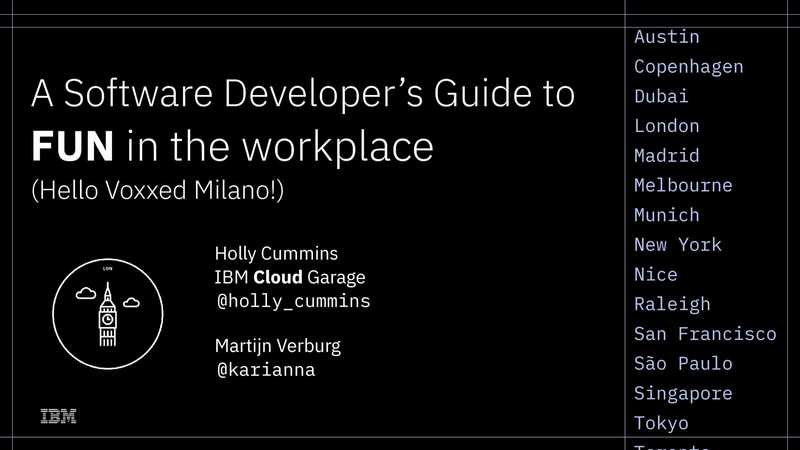 A Software Developer’s Guide to
FUN in the workplace
(Hello Voxxed Milano!)
LON
Holly Cummins
IBM Cloud Garage
@holly_cummins
Martijn Verburg
@karianna
IBM
Austin
Copenhagen
Dubai
London
Madrid
Melbourne
Munich
New York
Nice
Raleigh
San Francisco
São Paulo
Singapore
Tokyo